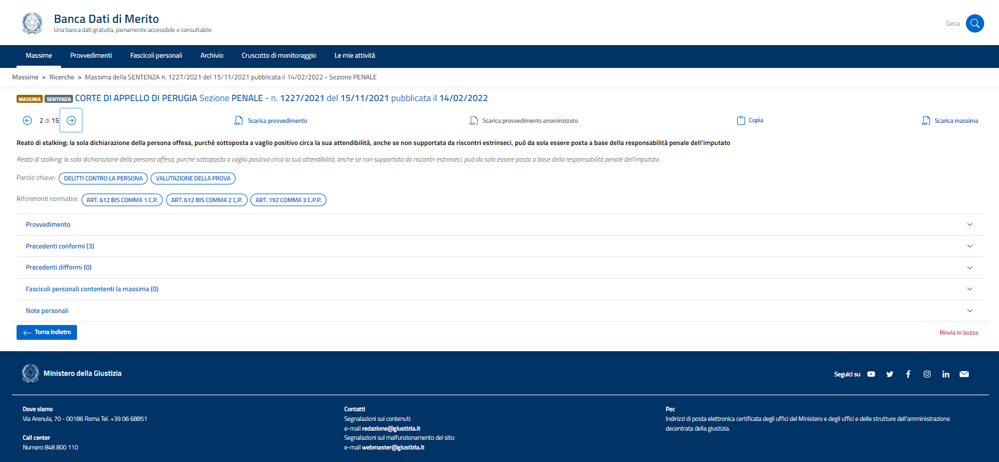 Banca Dati di Merito
Una banca dati gratuita, pienamente accessibile e consultabile
Cerca
Massime Provvedimenti Fascicoli personali Archivio Cruscotto di monitoraggio Le mie attività
Massime > Ricerche > Massima della SENTENZA n. 1227/2021 del 15/11/2021 pubblicata il 14/02/2022 - Sezione PENALE
MASSIMA SENTENZA CORTE DI APPELLO DI PERUGIA Sezione PENALE - n. 1227/2021 del 15/11/2021 pubblicata il 14/02/2022
2 di 15 PDF Scarica provvedimento PDF Scarica provvedimento anominizzato Copia PDF Scarica massima
Reato di stalking: la sola dichiarazione della persona offesa, purché sottoposta a vaglio positivo circa la sua attendibilità, anche se non supportata da riscontri estrinseci, può da sola essere posta a base della responsabilità penale dell'imputato
Reato di stalking: la sola dichiarazione della persona offesa, purché sottoposta a vaglio positivo circa la sua attendibilità, anche se non supportata da riscontri estrinseci, può da sola essere posta a base della responsabilità penale dell'imputato
Parole chiave: DELITTI CONTRO LA PERSONA VALUTAZIONE DELLA PROVA
Riferimenti normativi: ART. 612 BIS COMMA 1 C.P. ART. 612 BIS COMMA 2 C.P. ART. 192 COMMA 3 C.P.P.
Provvedimento
Precedenti conformi (3)
Precedenti difformi (0)
Fascicoli personali contententi la massima (0)
Note personali
Torna indietro Rinvia in bozza
Ministero della Giustizia
Seguici su
Dove siamo
Via Arenula, 70 - 00186 Roma Tel. +39 06 68851
Call center
Numero 848 800 110
Contatti
Segnalazioni sui contenuti:
e-mail redazione@giustizia.it
Segnalazioni sul malfunzionamento del sito:
e-mail webmaster@giustizia.it
Pec
Indirizzi di posta elettronica certificata degli uffici del Ministero e degli uffici e delle strutture dell'amministrazione
decentrata della giustizia.